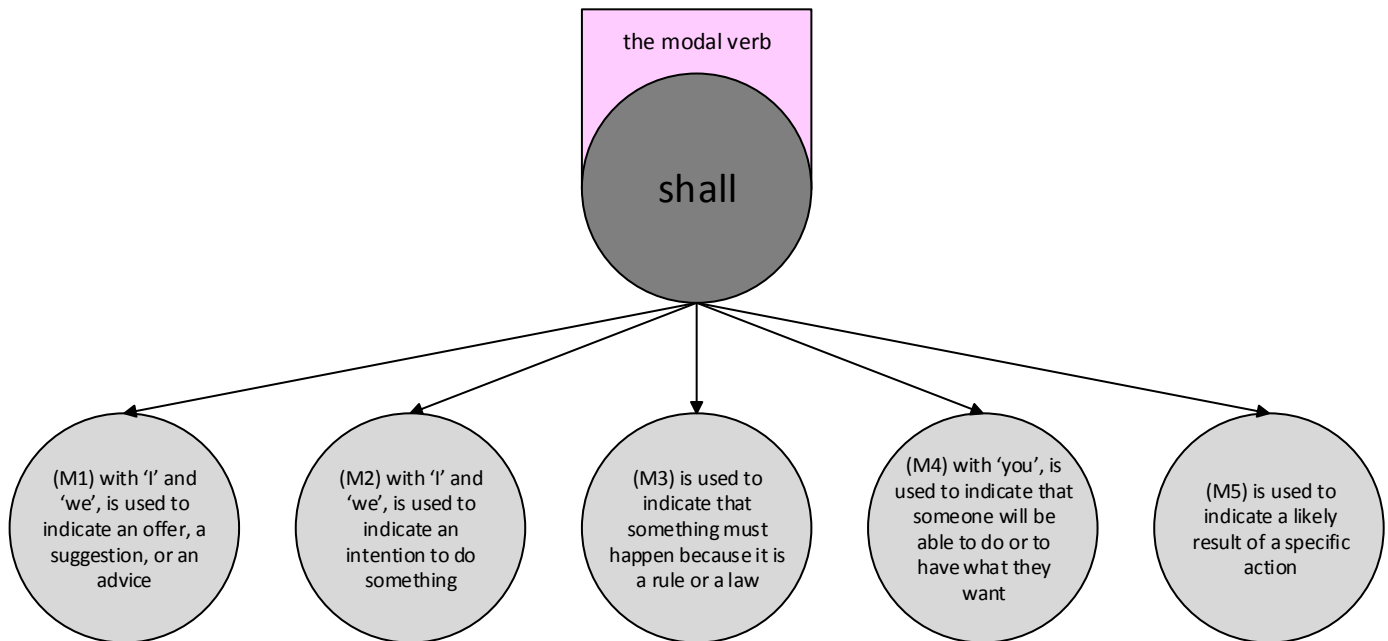 the modal verb
shall
(M1) with ‘I’ and
‘we’, is used to
indicate an offer, a
suggestion, or an
advice
(M2) with ‘I’ and
‘we’, is used to
indicate an
intention to do
something
(M3) is used to
indicate that
something must
happen because it is
a rule or a law
(M4) with ‘you’, is
used to indicate that
someone will be
able to do or to
have what they
want
(M5) is used to
indicate a likely
result of a specific
action